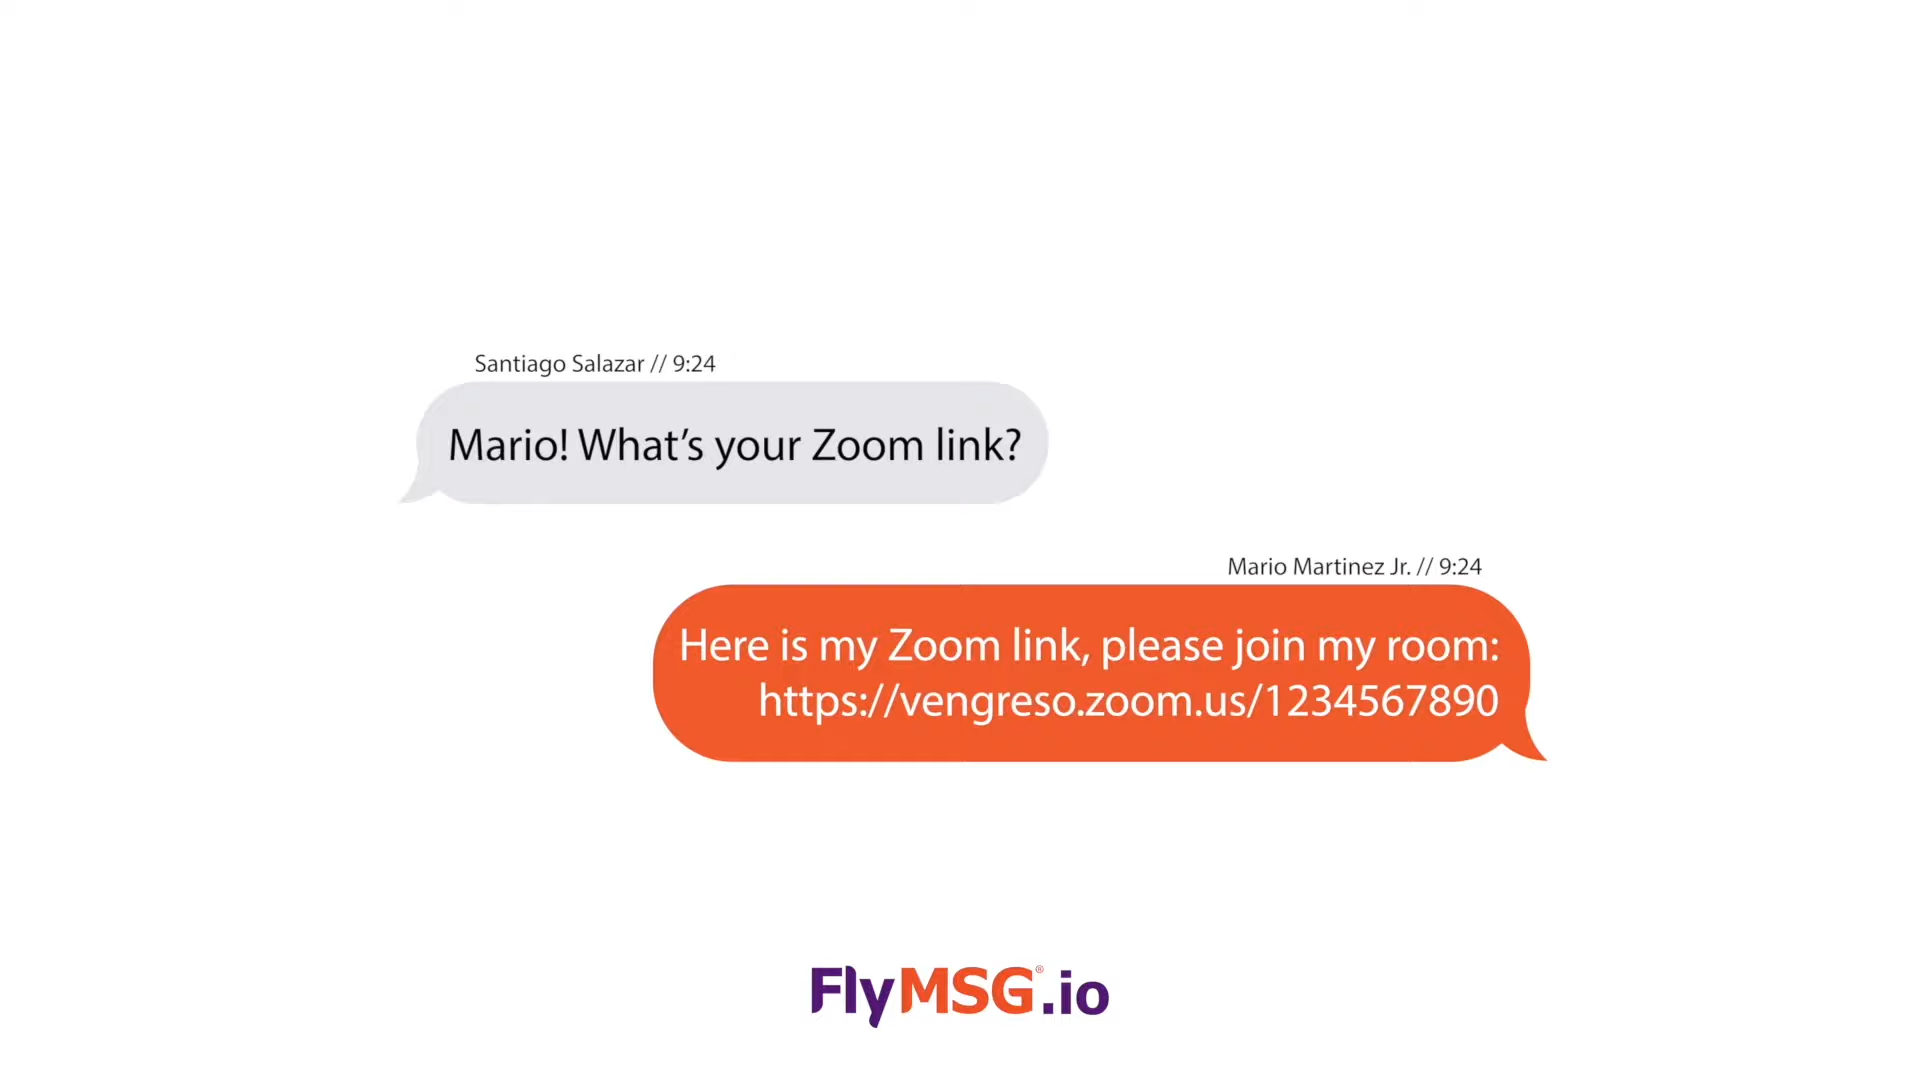 Santiago Salazar // 9:24
Mario! What’s your Zoom link?
Mario Martinez Jr. // 9:24
Here is my Zoom link, please join my room:
https://vengreso.zoom.us/1234567890
FlyMSG®.io